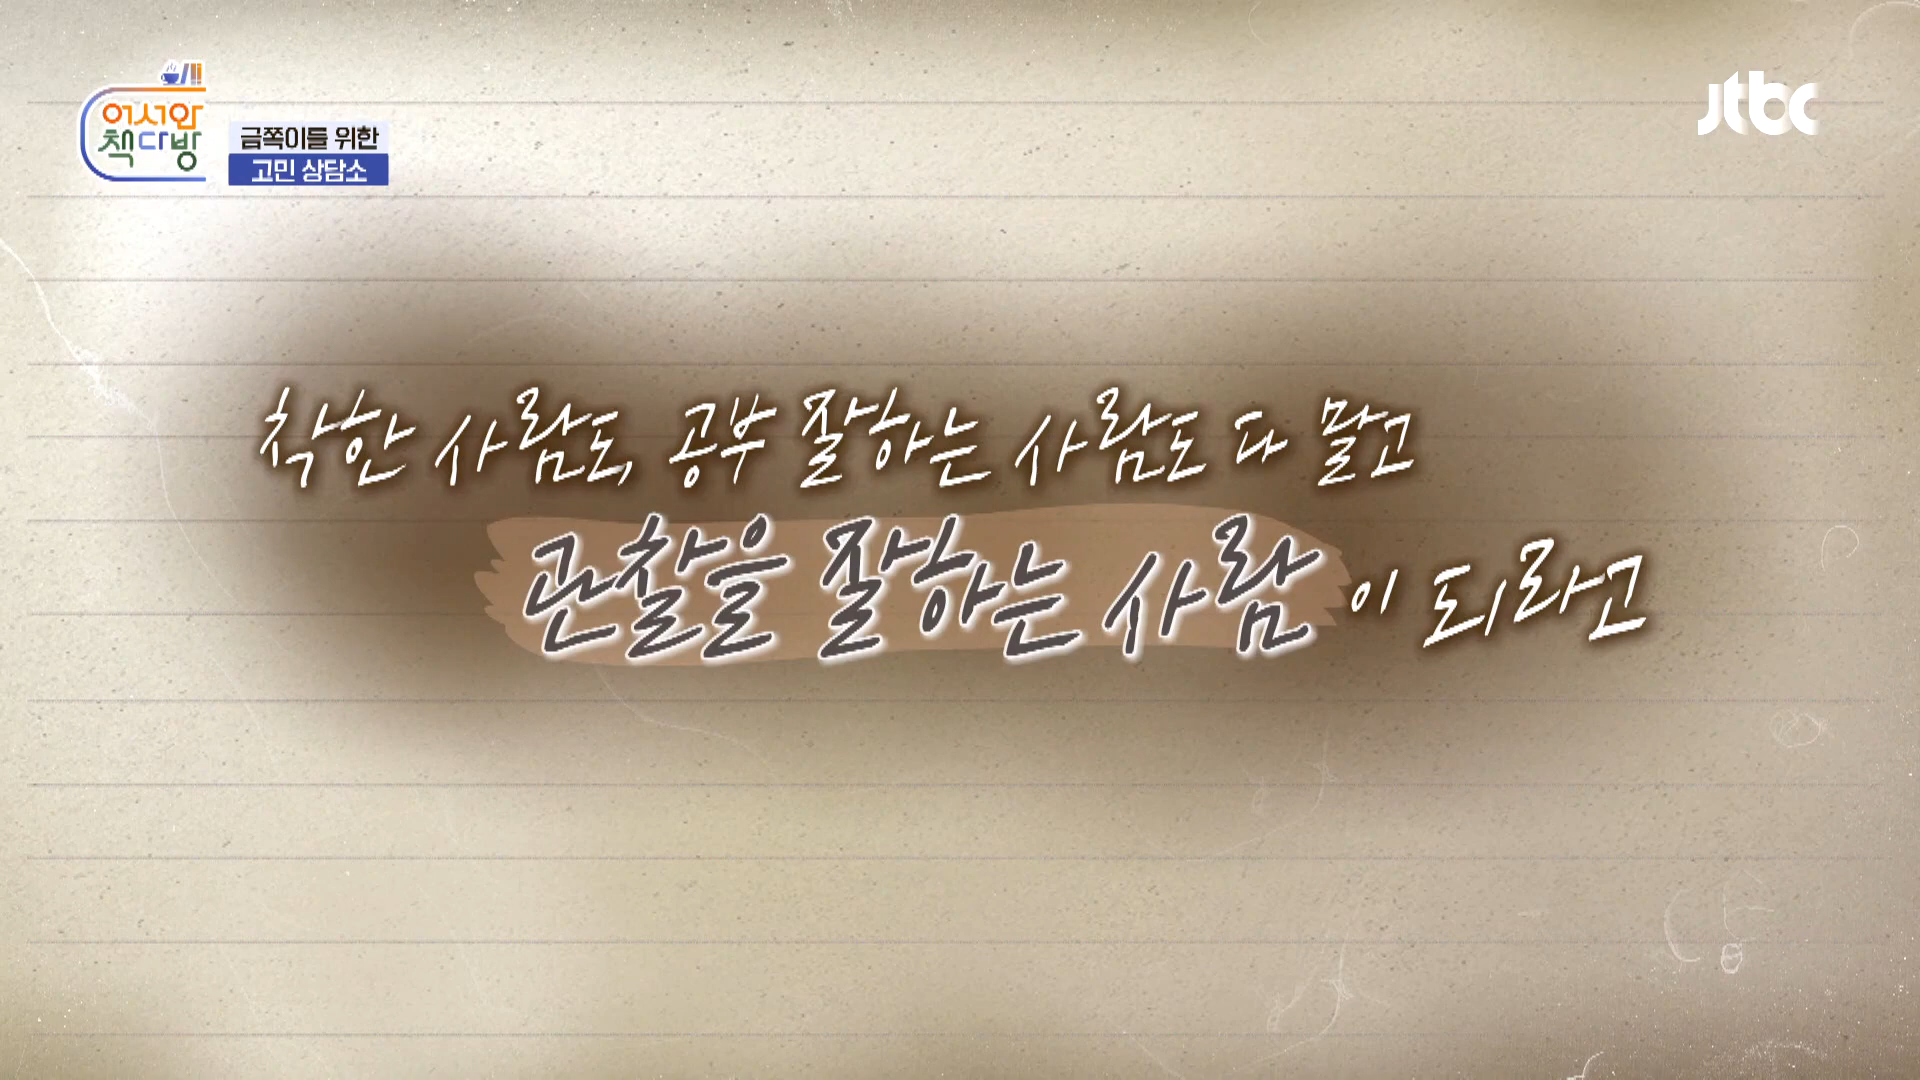 어서와
책다방
금쪽이들 위한
고민 상담소
jtbc
착한 사람도, 공부 잘하는 사람도 다 말고
관찰을 잘하는 사람이 되라고